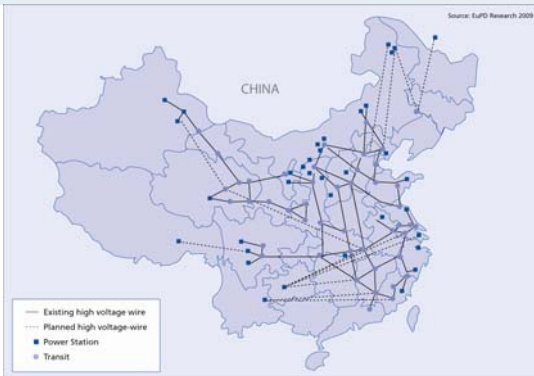 Source: EuPD Research 2009
CHINA
Existing high voltage wire
Planned high voltage-wire
Power Station
Transit